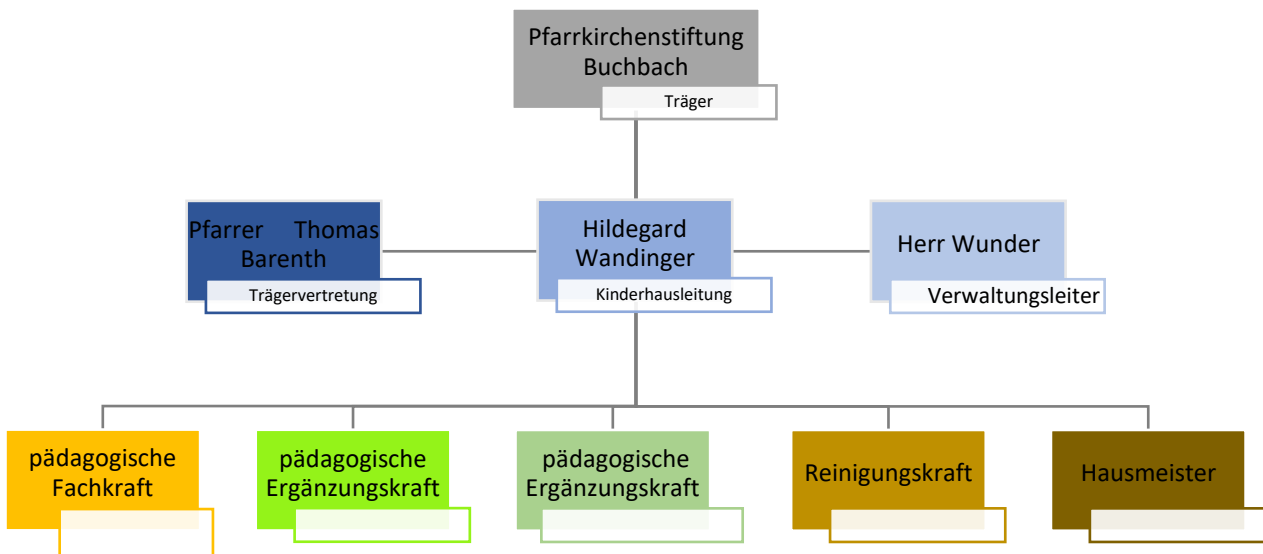 Pfarrkirchenstiftung
Buchbach
Träger
Pfarrer Thomas
Barenth
Trägervertretung
Hildegard
Wandinger
Kinderhausleitung
Herr Wunder
Verwaltungsleiter
pädagogische
Fachkraft
pädagogische
Ergänzungskraft
pädagogische
Ergänzungskraft
Reinigungskraft
Hausmeister